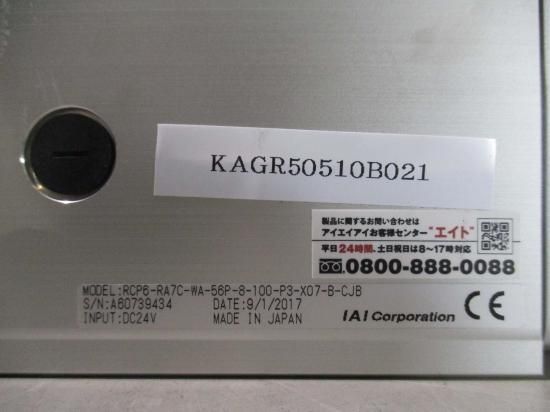 KAGR50510B021
製品に関するお問い合わせは
アイエイアイお客様センター"エイト"
平日24時間、土日祝日は8〜17時対応
0800-888-0088
MODEL:RCP6-RA7C-WA-56P-8-100-P3-X07-B-CJB
S/N:A60739434 DATE:9/1/2017
INPUT:DC24V MADE IN JAPAN
IAI Corporation CE